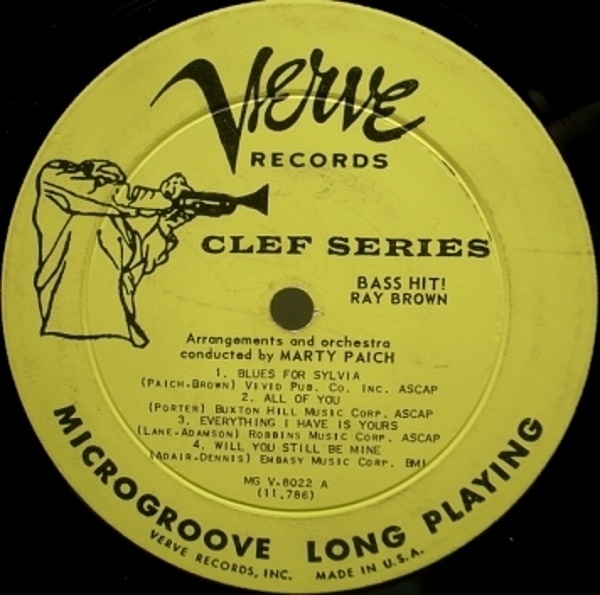 Verve
RECORDS
CLEF SERIES
BASS HIT!
RAY BROWN
Arrangements and orchestra
conducted by MARTY PAICH
1. BLUES FOR SYLVIA
(PAICH-BROWN) VIVID PUB. CO. INC. ASCAP
2. ALL OF YOU
(PORTER) BUXTON HILL MUSIC CORP. ASCAP
3. EVERYTHING I HAVE IS YOURS
(LANE-ADAMSON) ROBBINS MUSIC CORP. ASCAP
4. WILL YOU STILL BE MINE
(ADAIR-DENNIS) EMBASY MUSIC CORP. BMI
MG V-8022 A
(11,786)
MICROGROOVE LONG PLAYING
VERVE RECORDS, INC. MADE IN U.S.A.